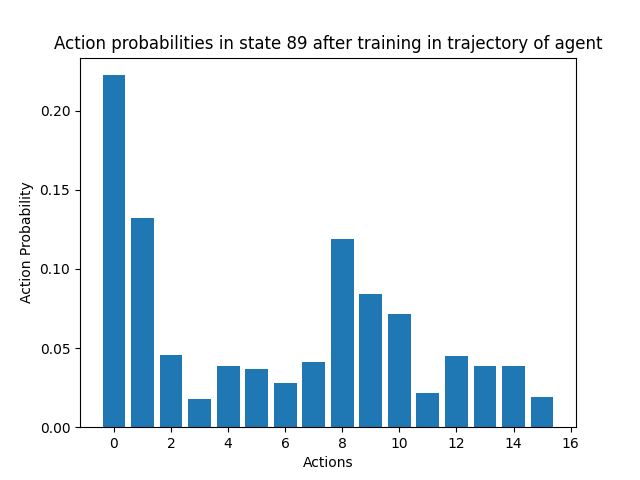 Action probabilities in state 89 after training in trajectory of agent
0.20
0.15
0.10
0.05
0.00
Action Probability
0 2 4 6 8 10 12 14 16
Actions